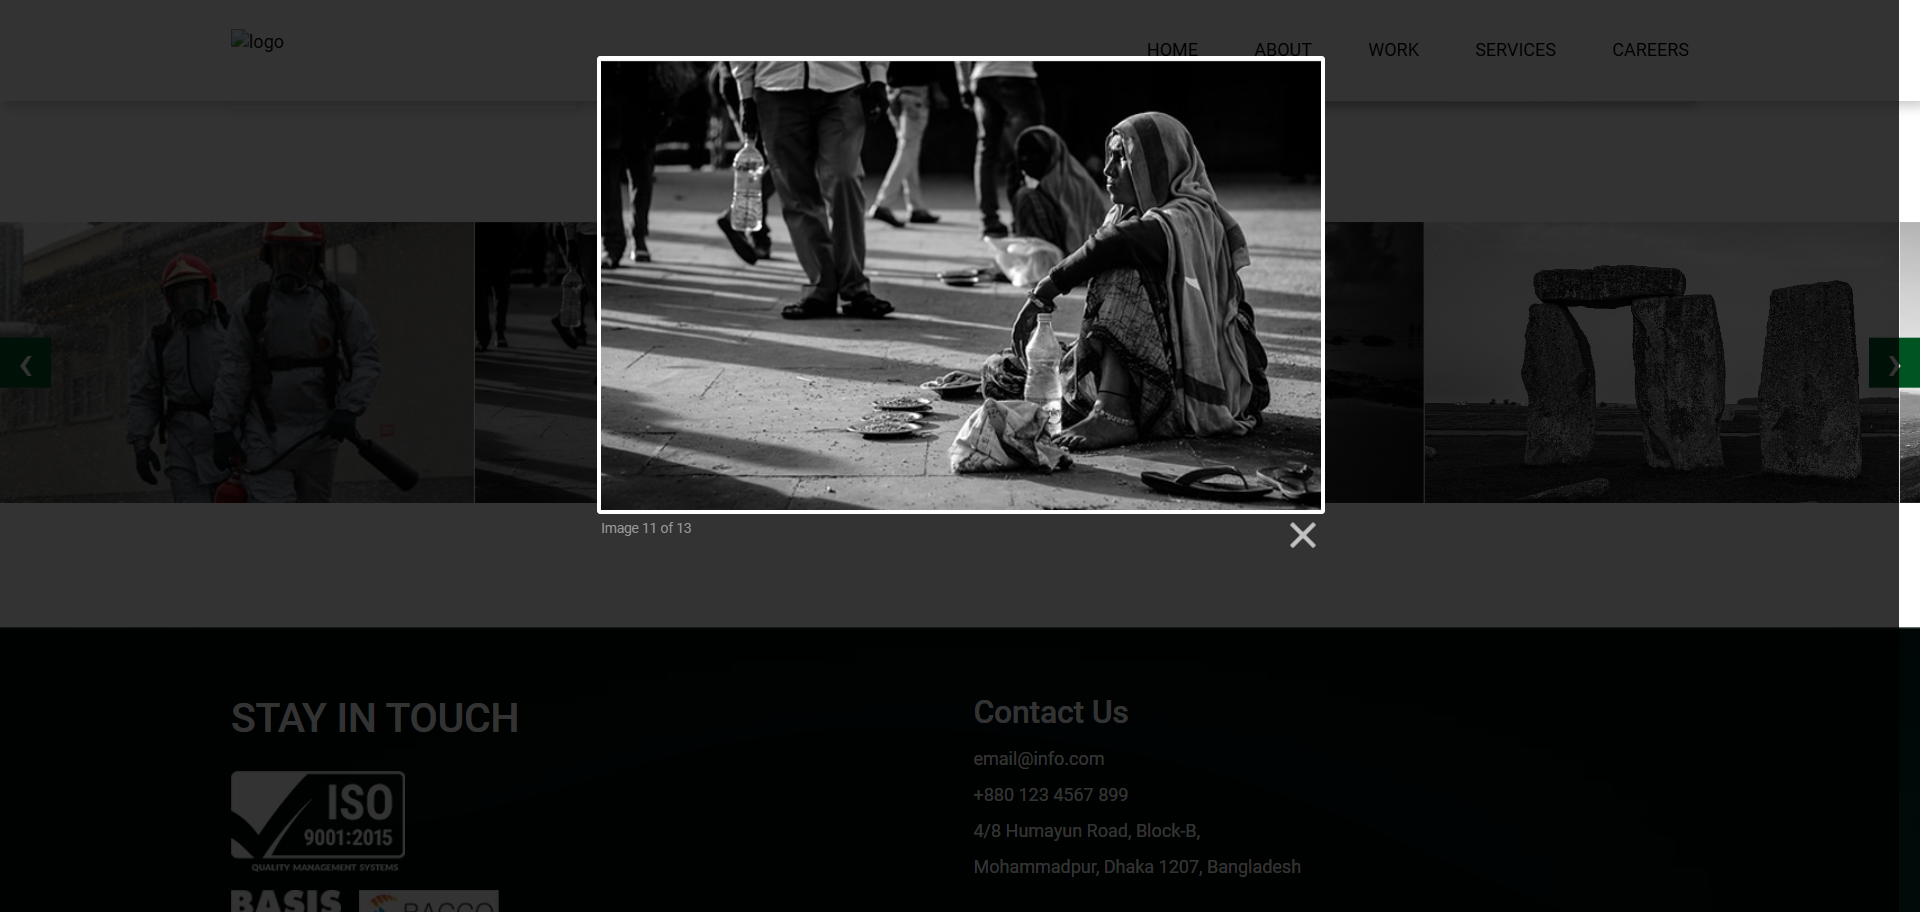 logo
HOME ABOUT WORK SERVICES CAREERS
Image 11 of 13
STAY IN TOUCH
ISO
9001:2015
QUALITY MANAGEMENT SYSTEMS
BASIS BACCO
Contact Us
email@info.com
+880 123 4567 899
4/8 Humayun Road, Block-B,
Mohammadpur, Dhaka 1207, Bangladesh